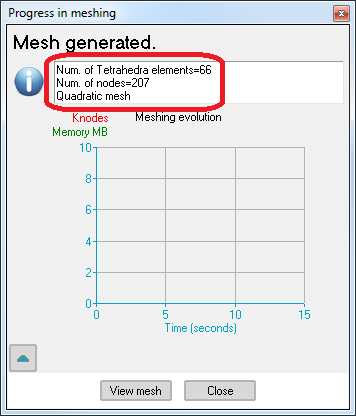 Progress in meshing
Mesh generated.
Num. of Tetrahedra elements=66
Num. of nodes=207
Quadratic mesh
Knodes
Meshing evolution
Memory MB
10
8
6
4
2
0
0 5 10 15
Time (seconds)
View mesh
Close